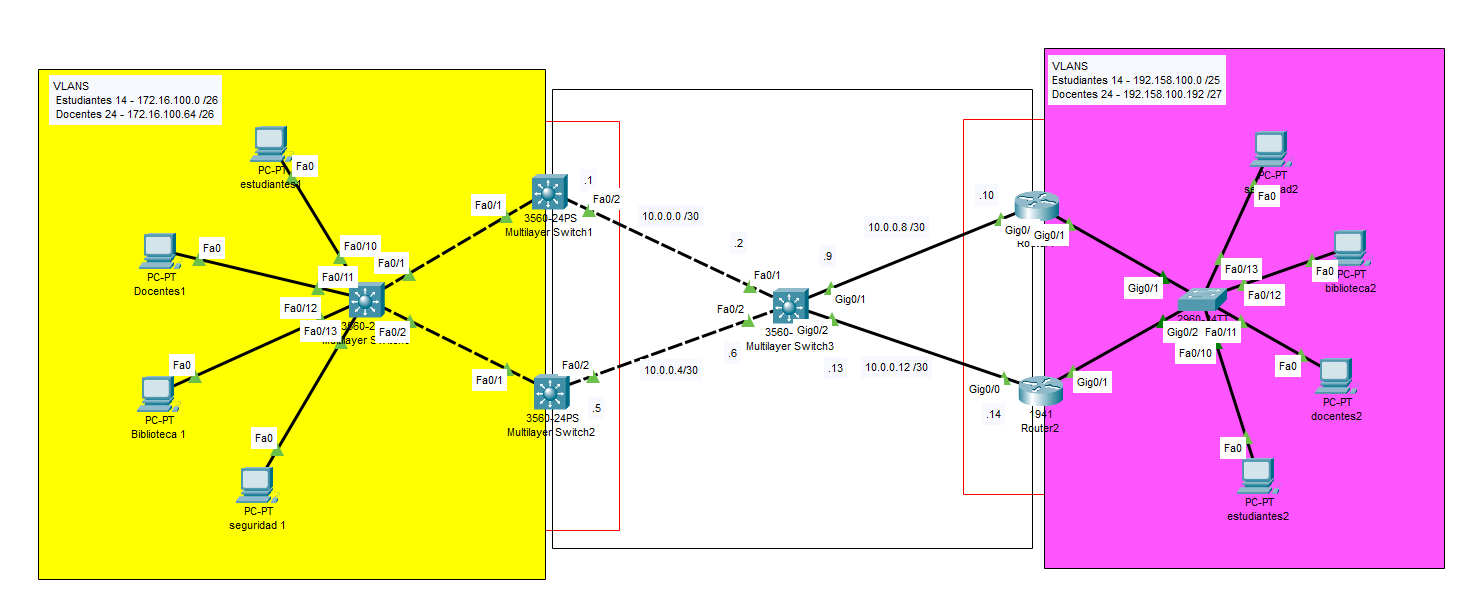 VLANS
Estudiantes 14 - 172.16.100.0 /26
Docentes 24 - 172.16.100.64 /26
PC-PT
estudiantes1
Fa0
PC-PT
Docentes1
Fa0
PC-PT
Biblioteca 1
Fa0
PC-PT
seguridad 1
Fa0
Fa0/10
Fa0/11
Fa0/12
Fa0/13
Fa0/1
Fa0/2
Multilayer
Fa0/1
3560-24PS
Multilayer Switch1
.1
Fa0/2
Fa0/1
3560-24PS
Multilayer Switch2
Fa0/2
.5
10.0.0.0 /30
.2
Fa0/1
Fa0/2
.6
10.0.0.4/30
3560-
Multilayer Switch3
.9
Gig0/1
Gig0/2
.13
10.0.0.8 /30
10.0.0.12 /30
.10
Gig0/
Gig0/1
Gig0/0
.14
1941
Router2
Gig0/1
VLANS
Estudiantes 14 - 192.158.100.0 /25
Docentes 24 - 192.158.100.192 /27
PC-PT
Fa0
PC-PT
biblioteca2
Fa0
PC-PT
docentes2
Fa0
PC-PT
estudiantes2
Fa0
Gig0/1
Gig0/2
Fa0/13
Fa0/12
Fa0/11
Fa0/10